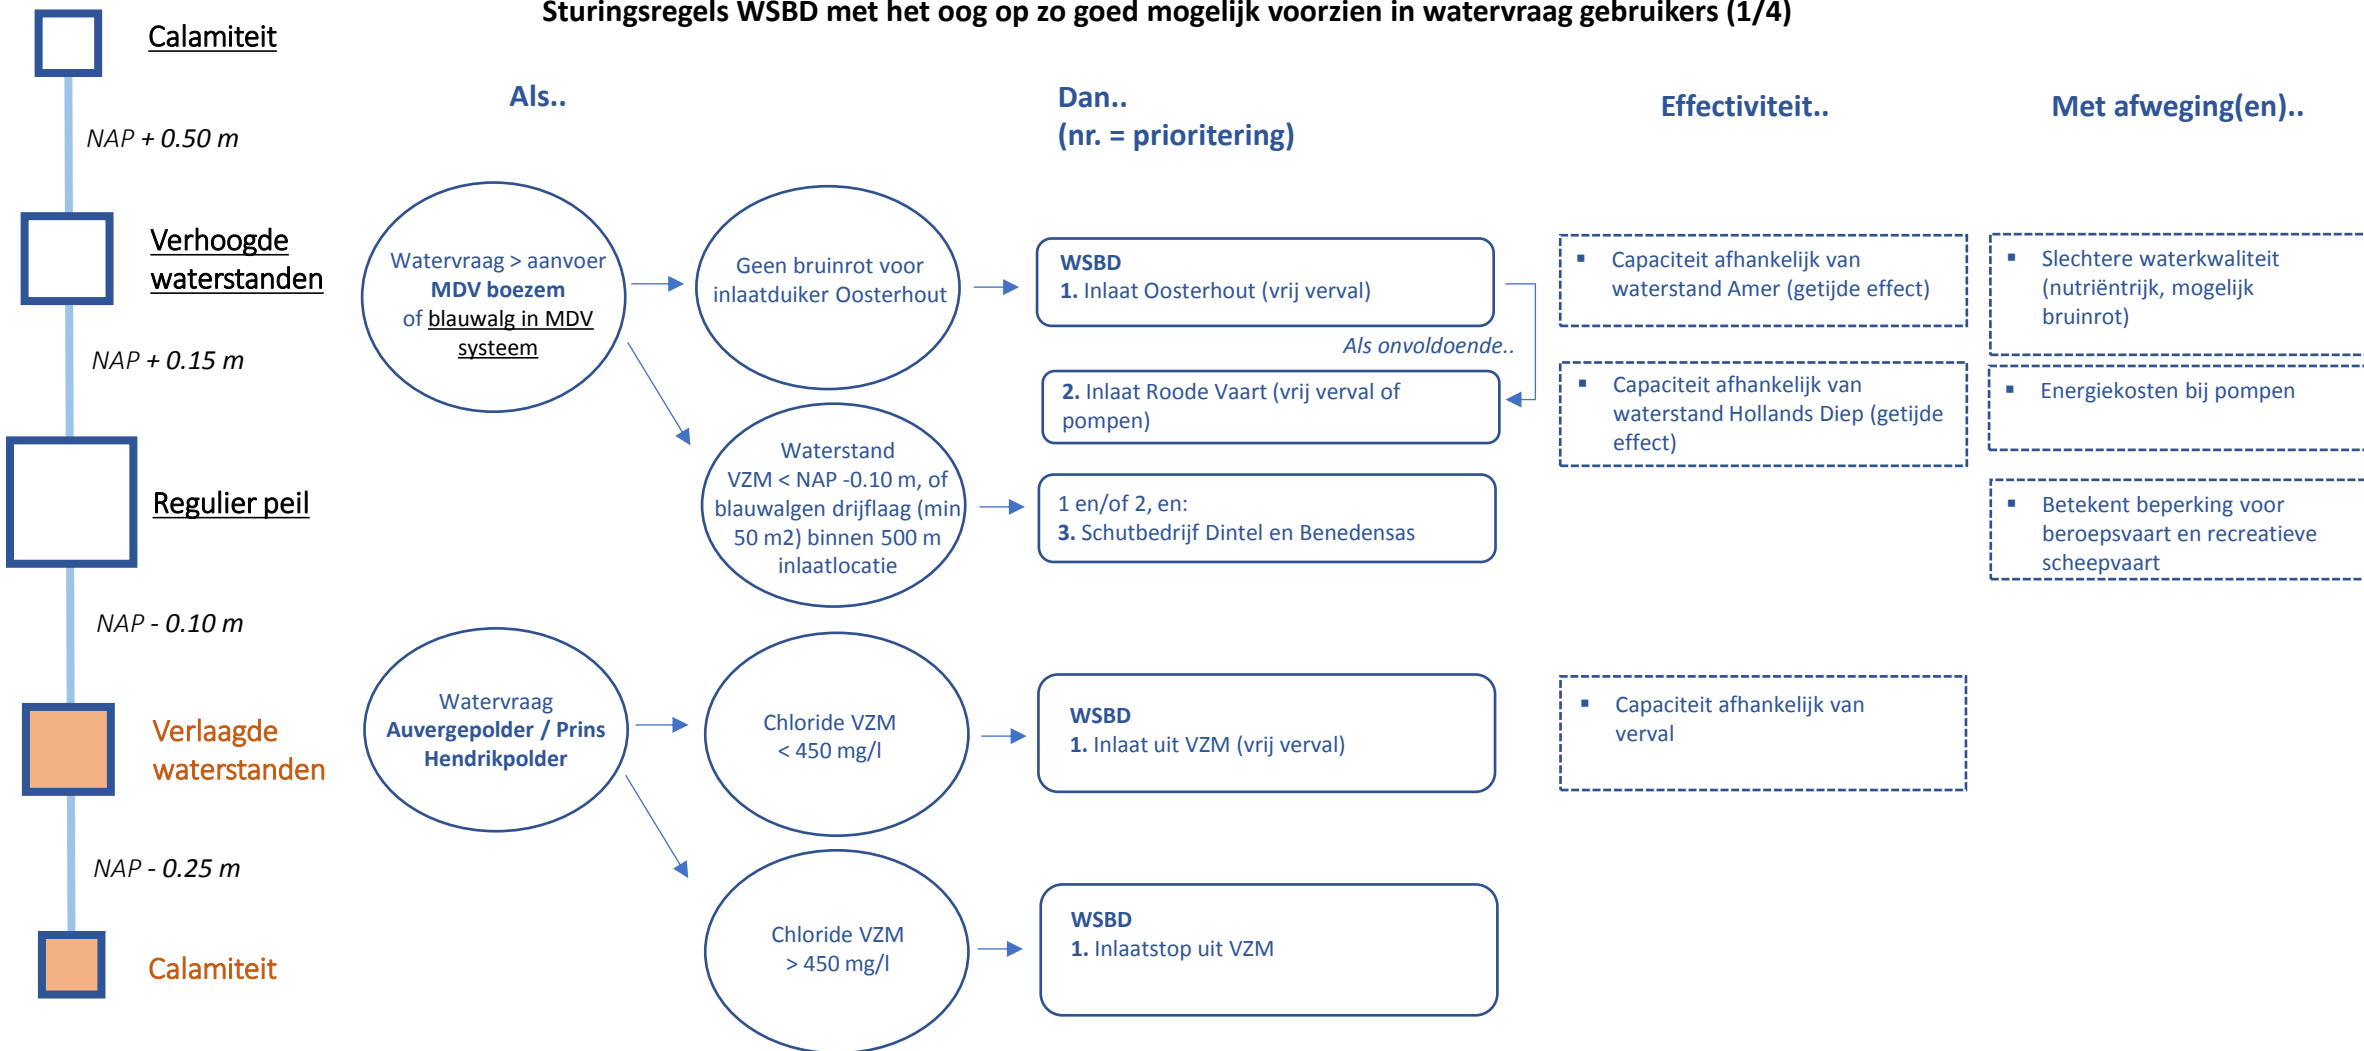 Sturingsregels WSBD met het oog op zo goed mogelijk voorzien in watervraag gebruikers (1/4)
Calamiteit
NAP + 0.50 m
Verhoogde
waterstanden
NAP + 0.15 m
Regulier peil
NAP - 0.10 m
Verlaagde
waterstanden
NAP - 0.25 m
Calamiteit
Als..
Dan..
(nr. = prioritering)
Effectiviteit..
Met afweging(en)..
Watervraag > aanvoer
MDV boezem
of blauwalg in MDV
systeem
Geen bruinrot voor
inlaatduiker Oosterhout
WSBD
1. Inlaat Oosterhout (vrij verval)
Als onvoldoende..
2. Inlaat Roode Vaart (vrij verval of
pompen)
▪ Capaciteit afhankelijk van
waterstand Amer (getijde effect)
▪ Slechtere waterkwaliteit
(nutriëntrijk, mogelijk
bruinrot)
▪ Capaciteit afhankelijk van
waterstand Hollands Diep (getijde
effect)
▪ Energiekosten bij pompen
Waterstand
VZM < NAP -0.10 m, of
blauwalgen drijflaag (min
50 m2) binnen 500 m
inlaatlocatie
1 en/of 2, en:
3. Schutbedrijf Dintel en Benedensas
▪ Betekent beperking voor
beroepsvaart en recreatieve
scheepvaart
Watervraag
Auvergepolder / Prins
Hendrikpolder
Chloride VZM
< 450 mg/l
WSBD
1. Inlaat uit VZM (vrij verval)
▪ Capaciteit afhankelijk van
verval
Chloride VZM
> 450 mg/l
WSBD
1. Inlaatstop uit VZM